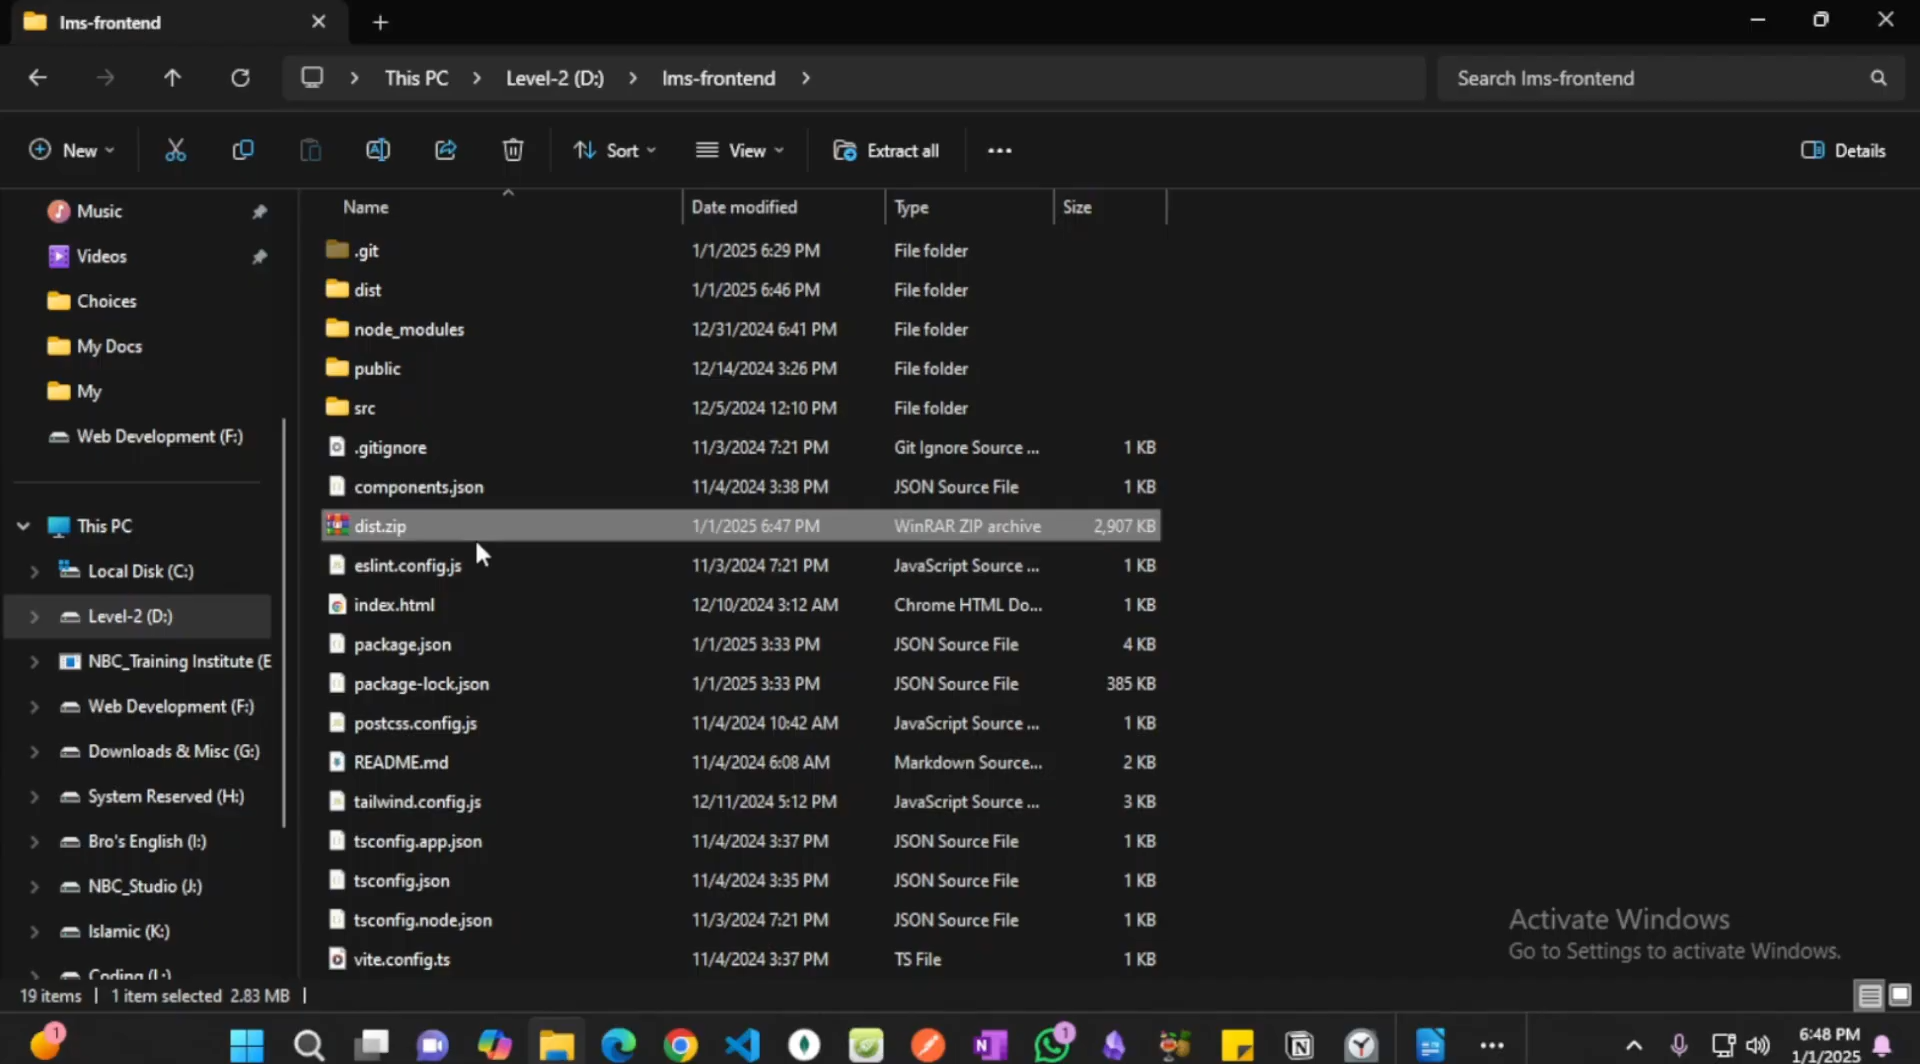 lms-frontend
This PC > Level-2 (D:) > lms-frontend >
Search lms-frontend
New
Sort
View
Extract all
Details
Music
Videos
Choices
My Docs
My
Web Development (F:)
This PC
Local Disk (C:)
Level-2 (D:)
NBC_Training Institute (E
Web Development (F:)
Downloads & Misc (G:)
System Reserved (H:)
Bro's English (I:)
NBC_Studio (J:)
Islamic (K:)
Coding (L:)
Name Date modified Type Size
.git 1/1/2025 6:29 PM File folder
dist 1/1/2025 6:46 PM File folder
node_modules 12/31/2024 6:41 PM File folder
public 12/14/2024 3:26 PM File folder
src 12/5/2024 12:10 PM File folder
.gitignore 11/3/2024 7:21 PM Git Ignore Source ... 1 KB
components.json 11/4/2024 3:38 PM JSON Source File 1 KB
dist.zip 1/1/2025 6:47 PM WinRAR ZIP archive 2,907 KB
eslint.config.js 11/3/2024 7:21 PM JavaScript Source ... 1 KB
index.html 12/10/2024 3:12 AM Chrome HTML Do... 1 KB
package.json 1/1/2025 3:33 PM JSON Source File 4 KB
package-lock.json 1/1/2025 3:33 PM JSON Source File 385 KB
postcss.config.js 11/4/2024 10:42 AM JavaScript Source ... 1 KB
README.md 11/4/2024 6:08 AM Markdown Source... 2 KB
tailwind.config.js 12/11/2024 5:12 PM JavaScript Source ... 3 KB
tsconfig.app.json 11/4/2024 3:37 PM JSON Source File 1 KB
tsconfig.json 11/4/2024 3:35 PM JSON Source File 1 KB
tsconfig.node.json 11/3/2024 7:21 PM JSON Source File 1 KB
vite.config.ts 11/4/2024 3:37 PM TS File 1 KB
Activate Windows
Go to Settings to activate Windows.
19 items | 1 item selected 2.83 MB |
1
1
6:48 PM
1/1/2025